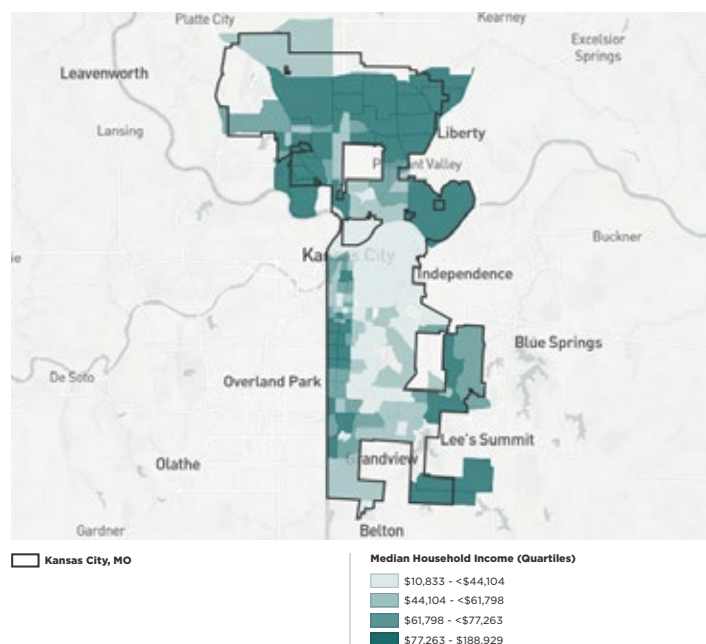 Platte City
Kearney
Excelsior
Springs
Leavenworth
Lansing
Liberty
Valley
Kansas City
Buckner
Independence
Blue Springs
De Soto
Overland Park
Lee's Summit
Olathe
Grandview
Gardner
Belton
Kansas City, MO
Median Household Income (Quartiles)
$10,833 - <$44,104
$44,104 - <$61,798
$61,798 - <$77,263
$77,263 - $188,929